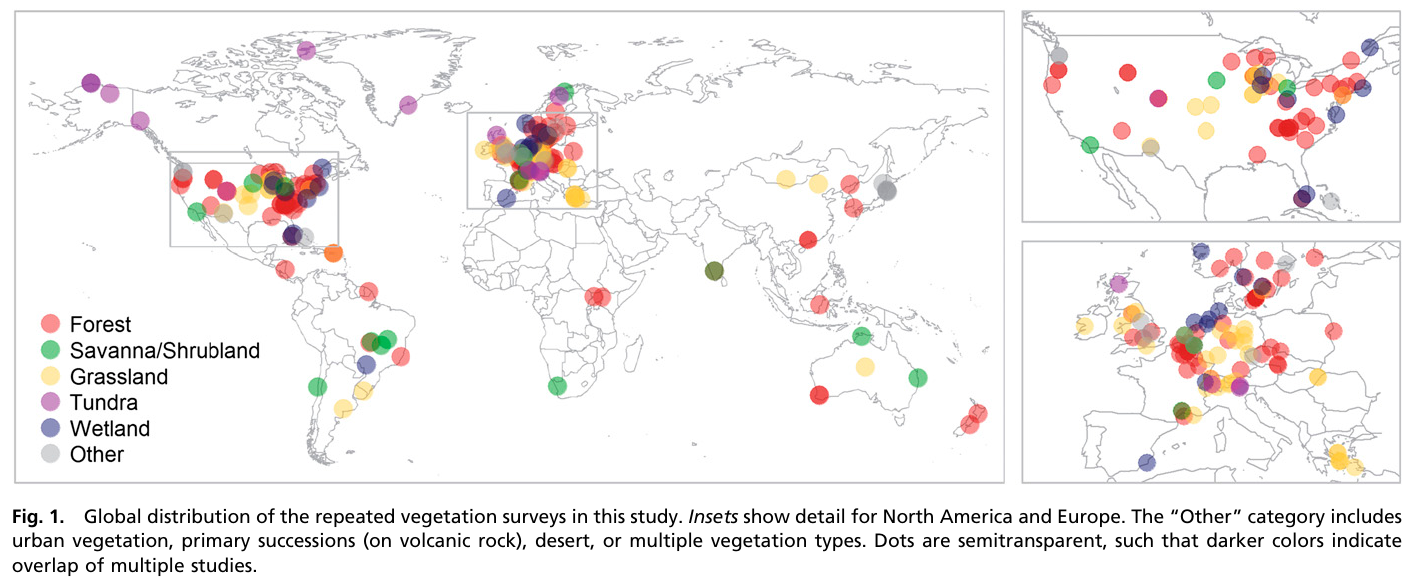 Forest
Savanna/Shrubland
Grassland
Tundra
Wetland
Other
Fig. 1. Global distribution of the repeated vegetation surveys in this study. Insets show detail for North America and Europe. The “Other” category includes
urban vegetation, primary successions (on volcanic rock), desert, or multiple vegetation types. Dots are semitransparent, such that darker colors indicate
overlap of multiple studies.